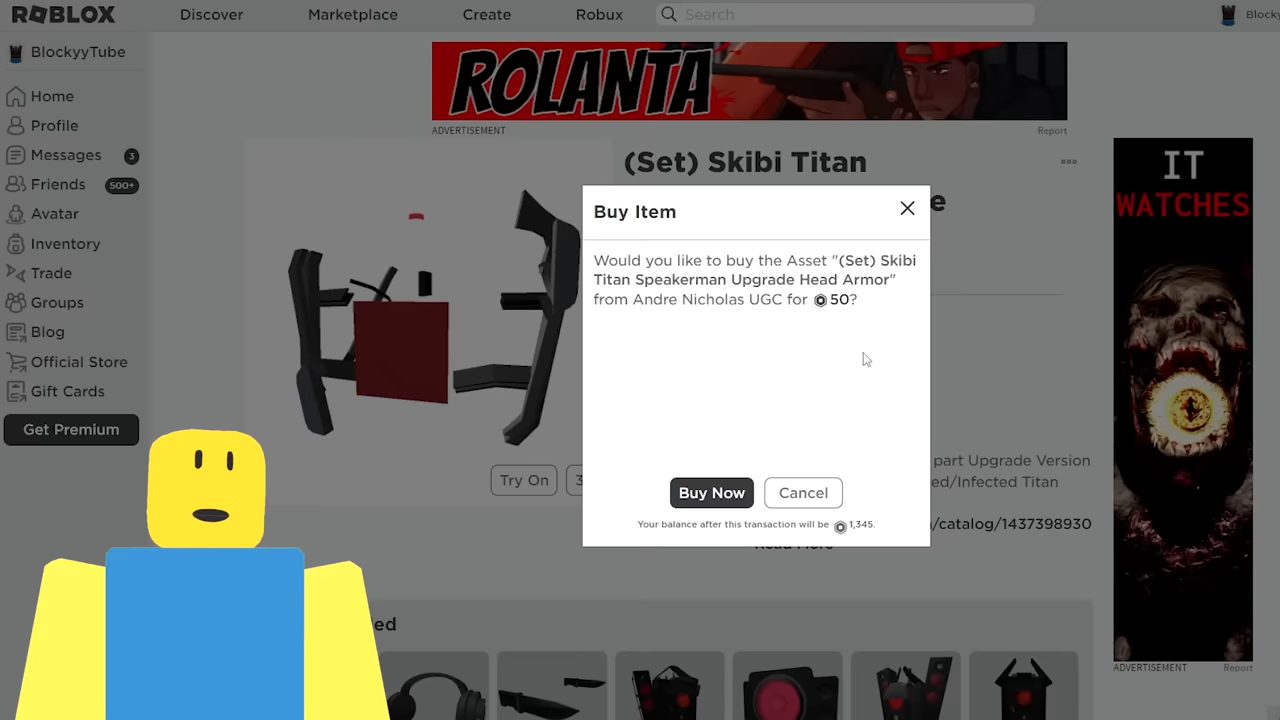 ROBLOX
Discover
Marketplace
Create
Robux
Search
Blocky
BlockyyTube
Home
Profile
Messages
3
Friends
500+
Avatar
Inventory
Trade
Groups
Blog
Official Store
Gift Cards
Get Premium
ROLANTA
ADVERTISEMENT
Report
(Set) Skibi Titan
e
Buy Item
Would you like to buy the Asset "(Set) Skibi
Titan Speakerman Upgrade Head Armor"
from Andre Nicholas UGC for 50?
Buy Now
Cancel
Your balance after this transaction will be 1,345.
Try On
3
part Upgrade Version
ed/Infected Titan
/catalog/1437398930
Read More
ed
IT
WATCHES
ADVERTISEMENT
Report